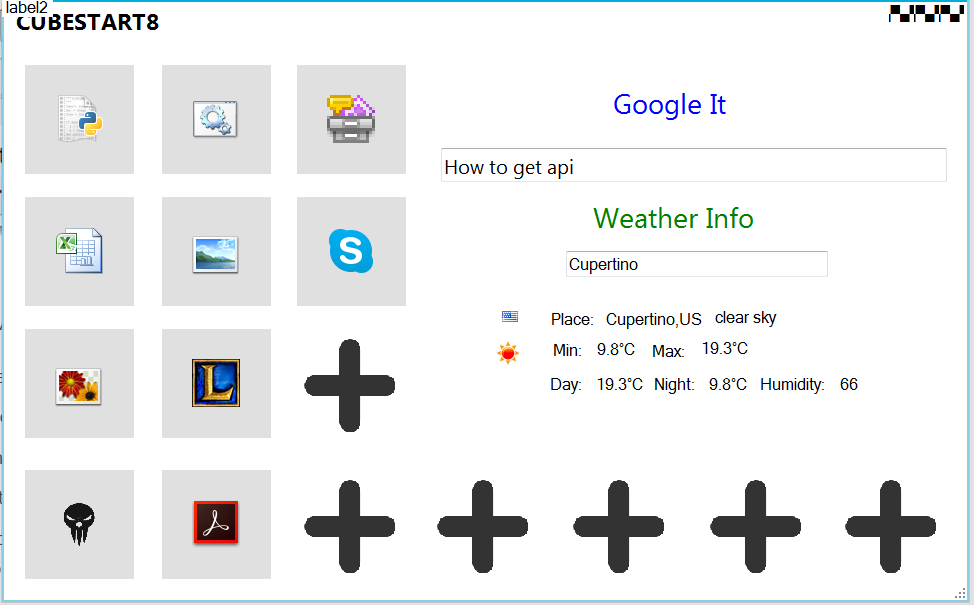 label2
CUBESTART8
Google It
How to get api
Weather Info
Cupertino
Place: Cupertino,US clear sky
Min: 9.8°C Max: 19.3°C
Day: 19.3°C Night: 9.8°C Humidity: 66
S
L